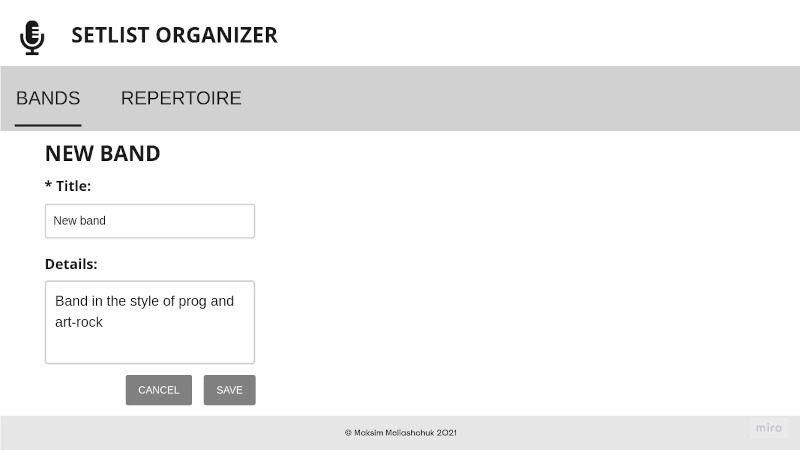 SETLIST ORGANIZER
BANDS REPERTOIRE
NEW BAND
* Title:
New band
Details:
Band in the style of prog and
art-rock
CANCEL SAVE
© Maksim Meliashchuk 2021
miro